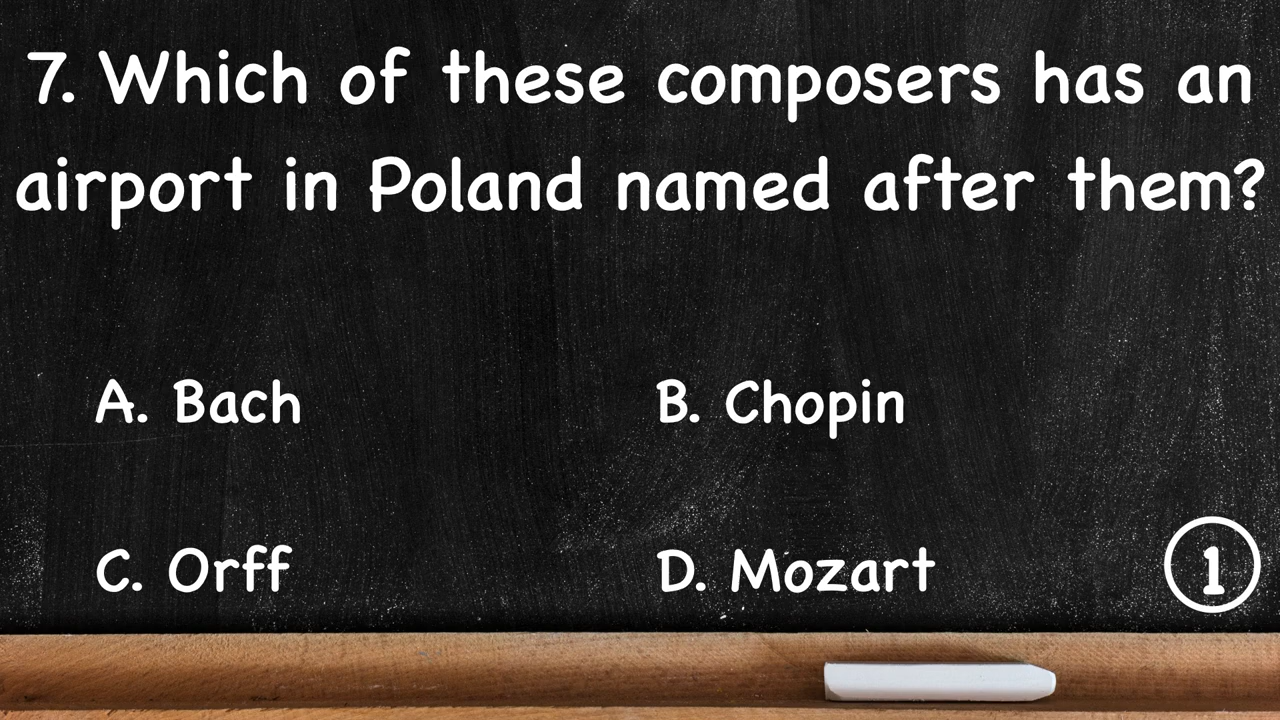 7. Which of these composers has an
airport in Poland named after them?
A. Bach
B. Chopin
C. Orff
D. Mozart
1